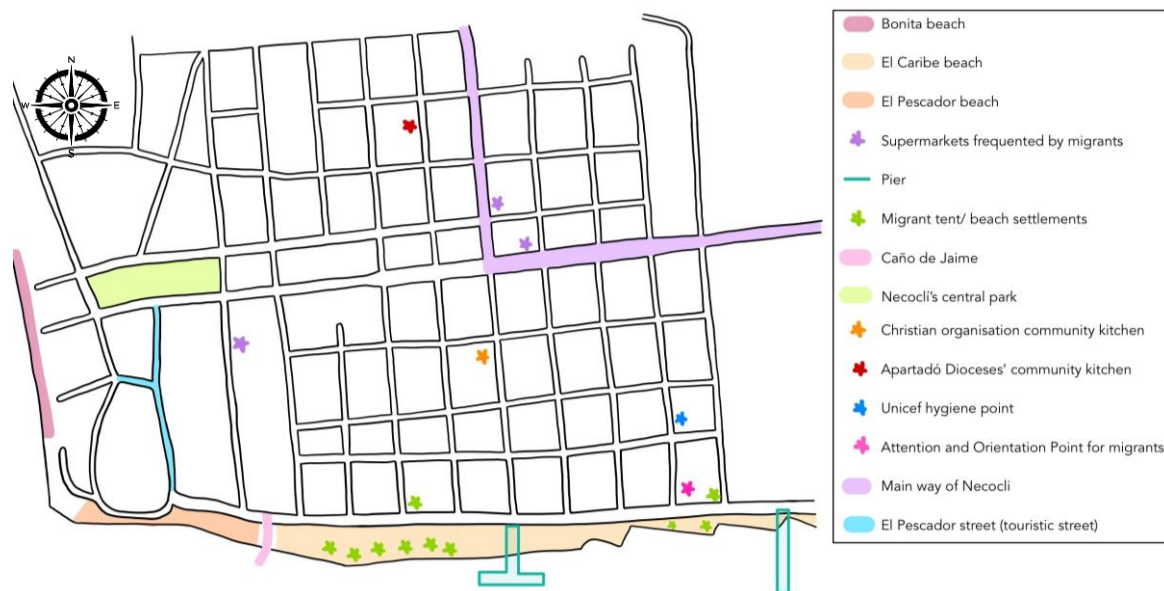 N
W E
S
Bonita beach
El Caribe beach
El Pescador beach
Supermarkets frequented by migrants
Pier
Migrant tent/ beach settlements
Caño de Jaime
Necoclí's central park
Christian organisation community kitchen
Apartadó Dioceses' community kitchen
Unicef hygiene point
Attention and Orientation Point for migrants
Main way of Necocli
El Pescador street (touristic street)